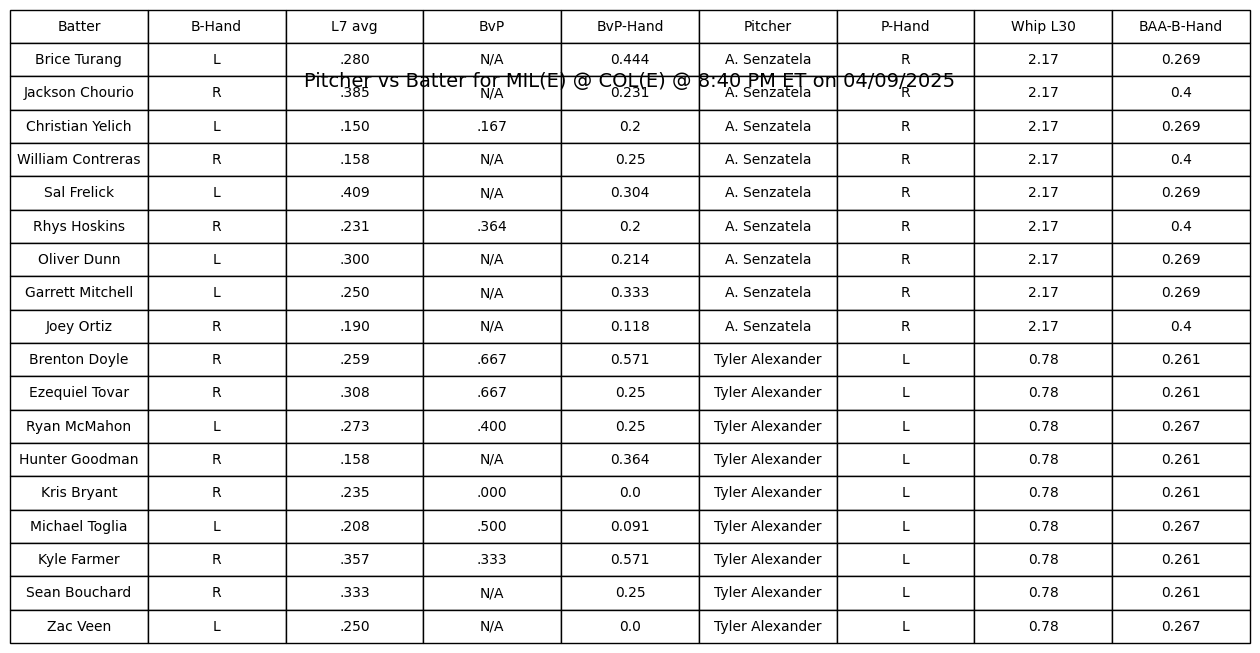 Batter B-Hand L7 avg BvP BvP-Hand Pitcher P-Hand Whip L30 BAA-B-Hand
Brice Turang L .280 N/A 0.444 A. Senzatela R 2.17 0.269
Pitcher vs Batter for MIL(E) @ COL(E) @ 8:40 PM ET on 04/09/2025
Jackson Chourio R .385 N/A 0.231 A. Senzatela R 2.17 0.4
Christian Yelich L .150 .167 0.2 A. Senzatela R 2.17 0.269
William Contreras R .158 N/A 0.25 A. Senzatela R 2.17 0.4
Sal Frelick L .409 N/A 0.304 A. Senzatela R 2.17 0.269
Rhys Hoskins R .231 .364 0.2 A. Senzatela R 2.17 0.4
Oliver Dunn L .300 N/A 0.214 A. Senzatela R 2.17 0.269
Garrett Mitchell L .250 N/A 0.333 A. Senzatela R 2.17 0.269
Joey Ortiz R .190 N/A 0.118 A. Senzatela R 2.17 0.4
Brenton Doyle R .259 .667 0.571 Tyler Alexander L 0.78 0.261
Ezequiel Tovar R .308 .667 0.25 Tyler Alexander L 0.78 0.261
Ryan McMahon L .273 .400 0.25 Tyler Alexander L 0.78 0.267
Hunter Goodman R .158 N/A 0.364 Tyler Alexander L 0.78 0.261
Kris Bryant R .235 .000 0.0 Tyler Alexander L 0.78 0.261
Michael Toglia L .208 .500 0.091 Tyler Alexander L 0.78 0.267
Kyle Farmer R .357 .333 0.571 Tyler Alexander L 0.78 0.261
Sean Bouchard R .333 N/A 0.25 Tyler Alexander L 0.78 0.261
Zac Veen L .250 N/A 0.0 Tyler Alexander L 0.78 0.267